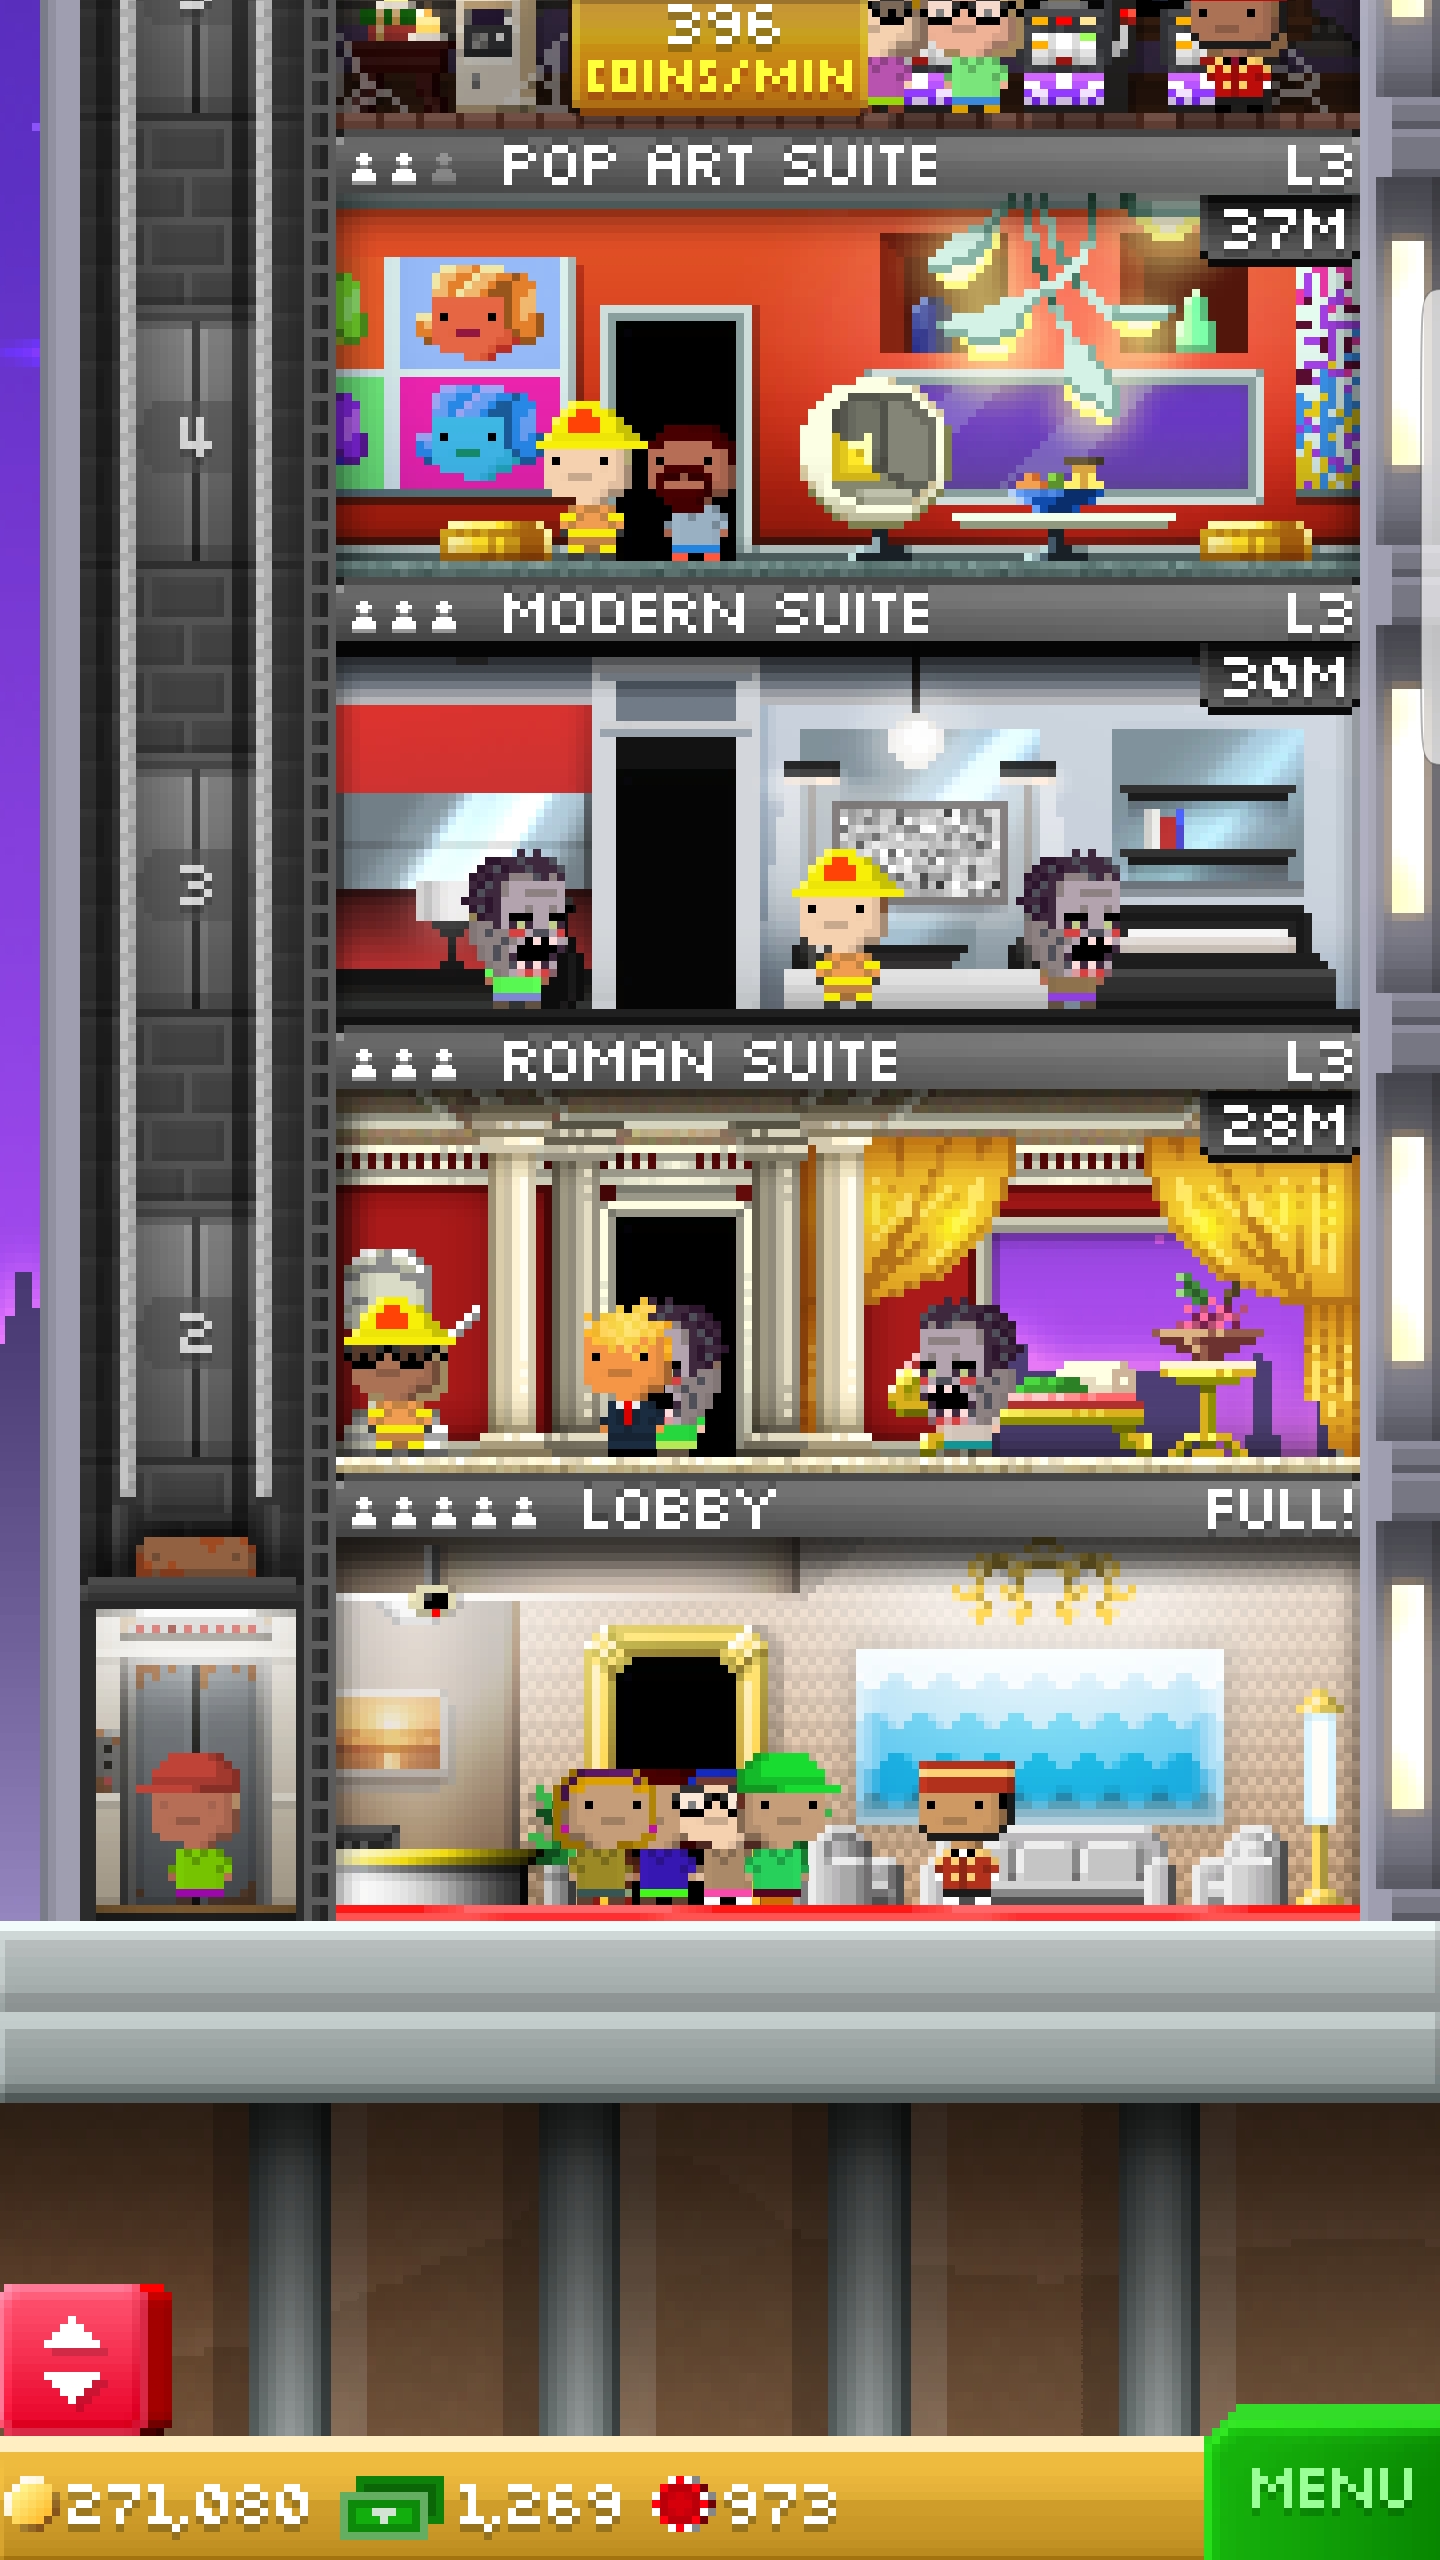 396
COINS/MIN
POP ART SUITE L3
37M
4
MODERN SUITE L3
30M
3
ROMAN SUITE L3
28M
2
LOBBY FULL!
271,080 1,269 973
MENU